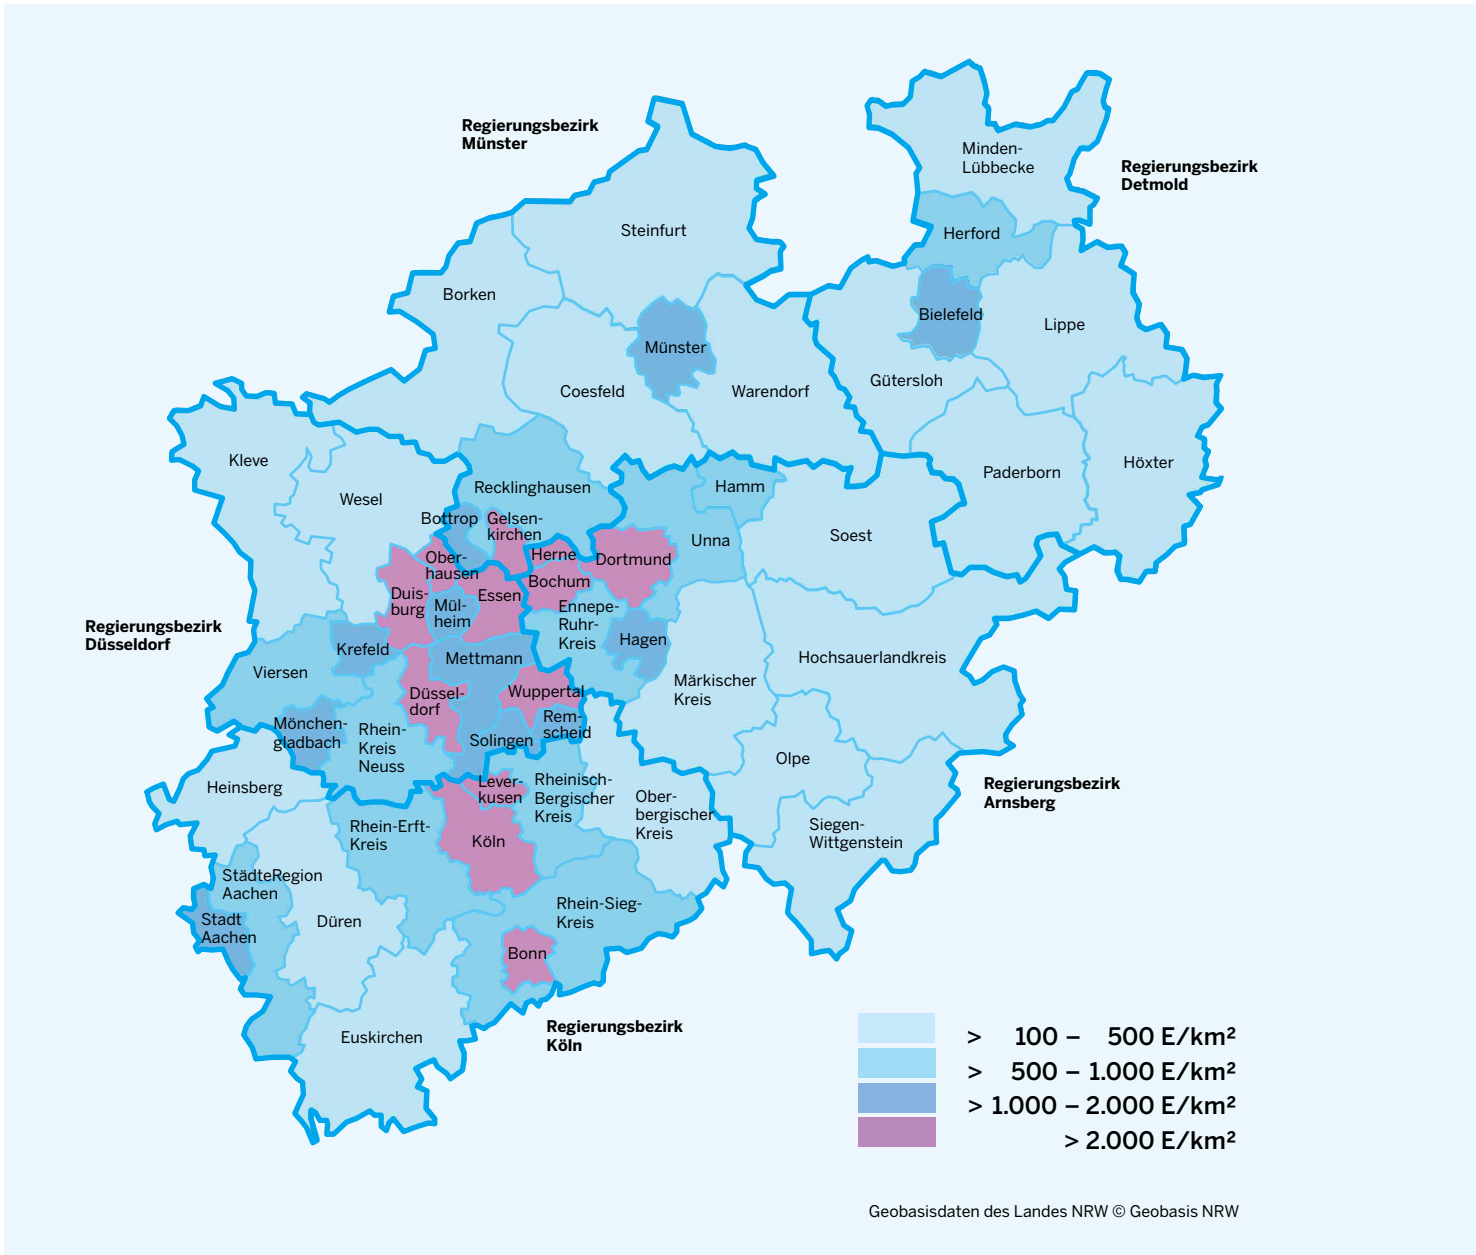 Regierungsbezirk
Münster
Minden-
Lübbecke
Regierungsbezirk
Detmold
Steinfurt
Herford
Borken
Bielefeld
Lippe
Münster
Gütersloh
Coesfeld
Warendorf
Kleve
Höxter
Paderborn
Wesel
Recklinghausen
Hamm
Bottrop
Gelsen-
kirchen
Soest
Unna
Ober-
hausen
Herne
Dortmund
Bochum
Duis-
burg
Essen
Mül-
heim
Ennepe-
Ruhr-
Kreis
Hagen
Regierungsbezirk
Düsseldorf
Krefeld
Mettmann
Hochsauerlandkreis
Viersen
Märkischer
Kreis
Düssel-
dorf
Wuppertal
Mönchen-
gladbach
Rhein-
Kreis
Neuss
Rem-
scheid
Solingen
Olpe
Heinsberg
Lever-
kusen
Rheinisch-
Bergischer
Kreis
Ober-
bergischer
Kreis
Regierungsbezirk
Arnsberg
Rhein-Erft-
Kreis
Köln
Siegen-
Wittgenstein
StädteRegion
Aachen
Stadt
Aachen
Düren
Rhein-Sieg-
Kreis
Bonn
Euskirchen
Regierungsbezirk
Köln
> 100 – 500 E/km²
> 500 – 1.000 E/km²
> 1.000 – 2.000 E/km²
> 2.000 E/km²
Geobasisdaten des Landes NRW © Geobasis NRW